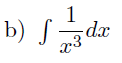 b) ∫ 1/x³ dx